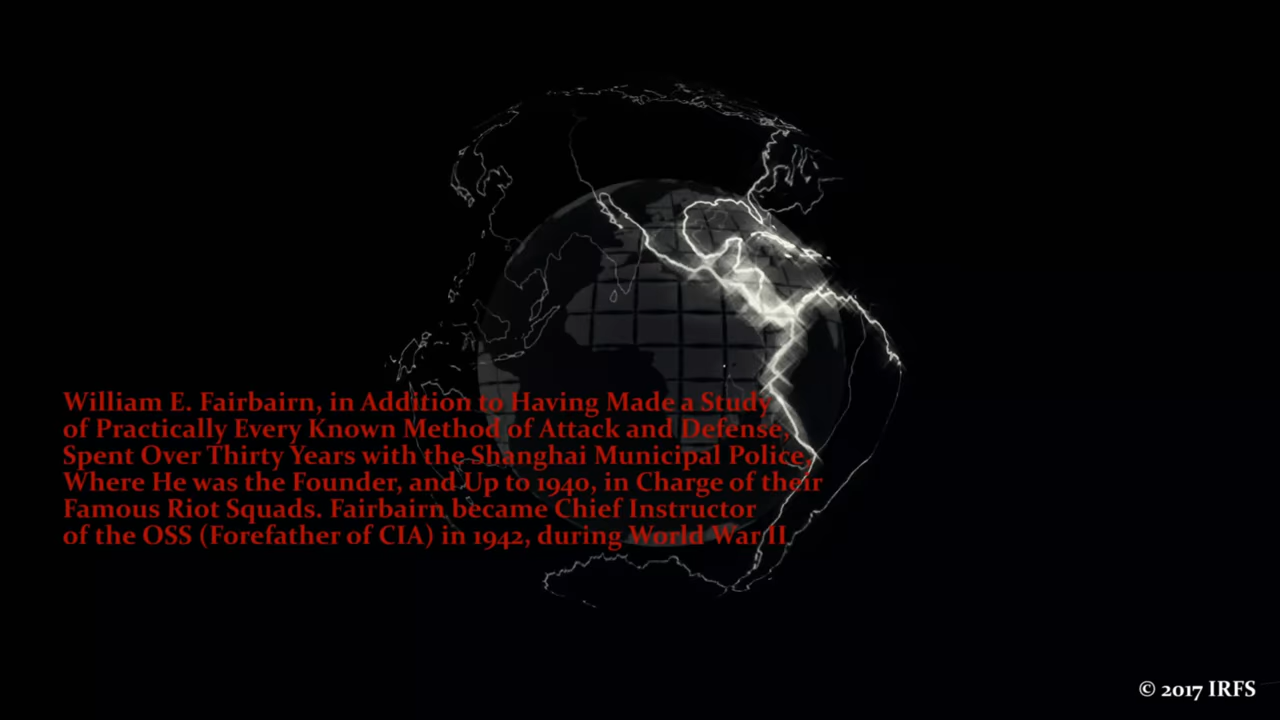 William E. Fairbairn, in Addition to Having Made a Study
of Practically Every Known Method of Attack and Defense,
Spent Over Thirty Years with the Shanghai Municipal Police,
Where He was the Founder, and Up to 1940, in Charge of their
Famous Riot Squads. Fairbairn became Chief Instructor
of the OSS (Forefather of CIA) in 1942, during World War II.
© 2017 IRFS